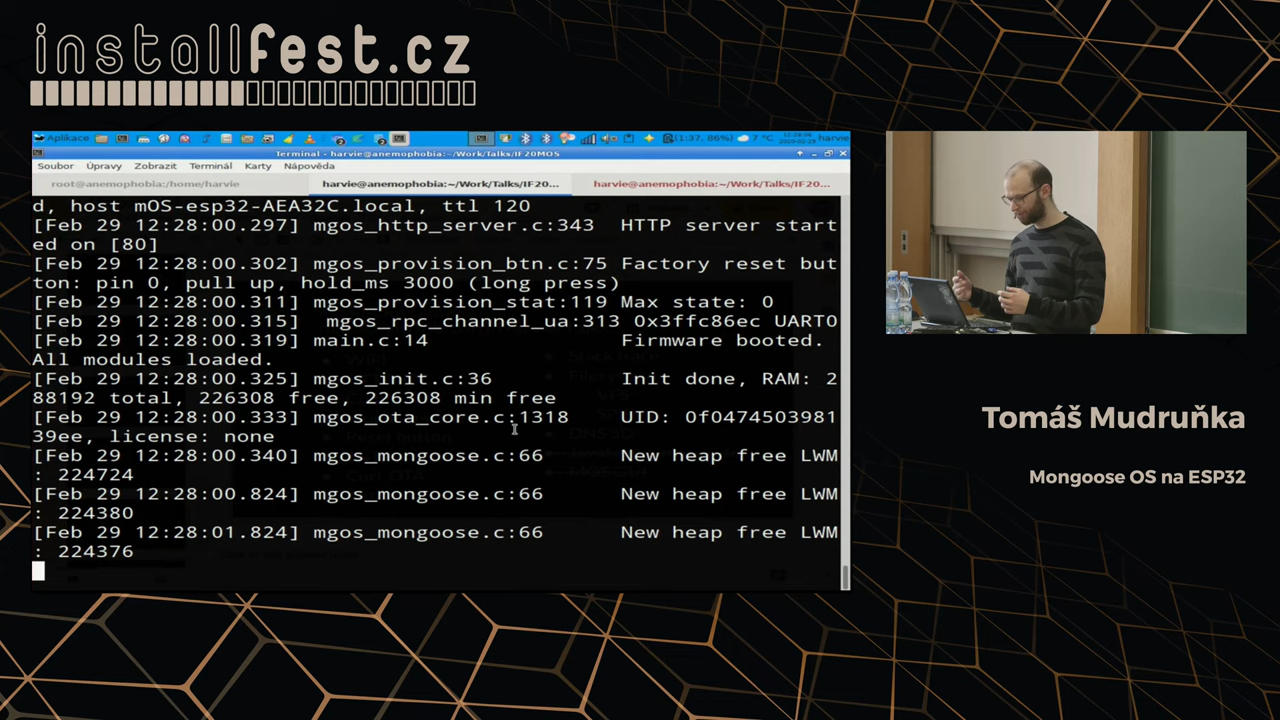 installfest.cz
Aplikace
(1:37, 86%) 7 °C harvie
Terminal - harvie@anemophobia:~/Work/Talks/IF20MOS
Soubor Úpravy Zobrazit Terminál Karty Nápověda
root@anemophobia:/home/harvie harvie@anemophobia:~/Work/Talks/IF20... harvie@anemophobia:~/Work/Talks/IF20...
d, host mOS-esp32-AEA32C.local, ttl 120
[Feb 29 12:28:00.297] mgos_http_server.c:343 HTTP server start
ed on [80]
[Feb 29 12:28:00.302] mgos_provision_btn.c:75 Factory reset but
ton: pin 0, pull up, hold_ms 3000 (long press)
[Feb 29 12:28:00.311] mgos_provision_stat:119 Max state: 0
[Feb 29 12:28:00.315] mgos_rpc_channel_ua:313 0x3ffc86ec UART0
[Feb 29 12:28:00.319] main.c:14 Firmware booted.
All modules loaded.
[Feb 29 12:28:00.325] mgos_init.c:36 Init done, RAM: 2
88192 total, 226308 free, 226308 min free
[Feb 29 12:28:00.333] mgos_ota_core.c:1318 UID: 0f0474503981
39ee, license: none
[Feb 29 12:28:00.340] mgos_mongoose.c:66 New heap free LWM
: 224724
[Feb 29 12:28:00.824] mgos_mongoose.c:66 New heap free LWM
: 224380
[Feb 29 12:28:01.824] mgos_mongoose.c:66 New heap free LWM
: 224376
Tomáš Mudruňka
Mongoose OS na ESP32